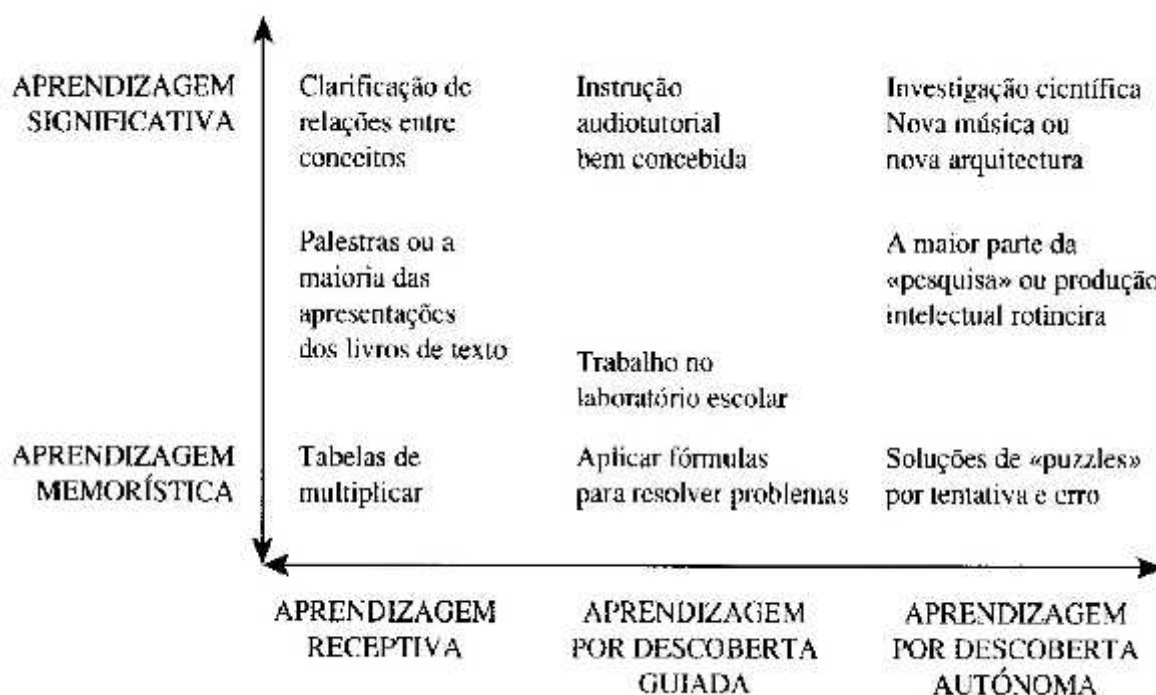 APRENDIZAGEM
SIGNIFICATIVA
Clarificação de
relações entre
conceitos
Instrução
audiotutorial
bem concebida
Investigação científica
Nova música ou
nova arquitectura
Palestras ou a
maioria das
apresentações
dos livros de texto
A maior parte da
«pesquisa» ou produção
intelectual rotineira
Trabalho no
laboratório escolar
APRENDIZAGEM
MEMORÍSTICA
Tabelas de
multiplicar
Aplicar fórmulas
para resolver problemas
Soluções de «puzzles»
por tentativa e erro
APRENDIZAGEM
RECEPTIVA
APRENDIZAGEM
POR DESCOBERTA
GUIADA
APRENDIZAGEM
POR DESCOBERTA
AUTÓNOMA